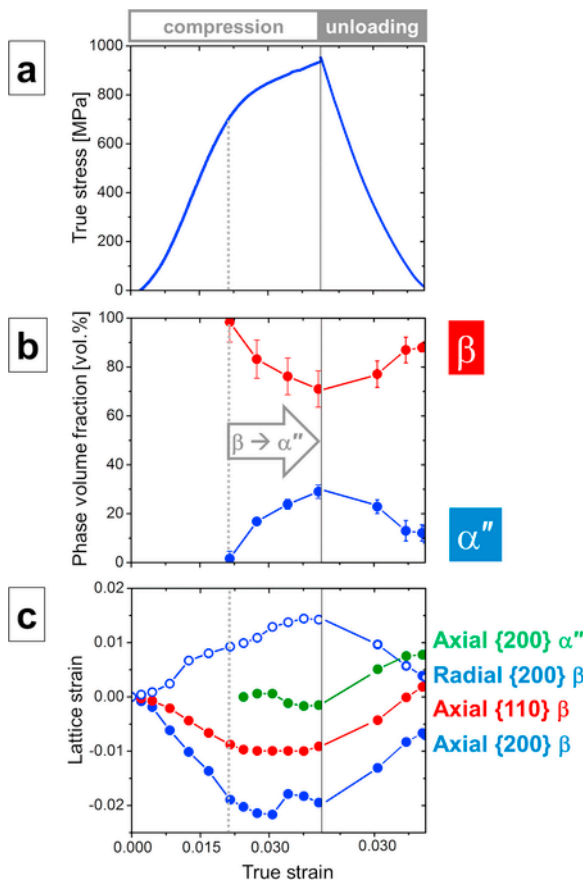 compression unloading
a
True stress [MPa]
1000
800
600
400
200
0
b
Phase volume fraction [vol.%]
100
80
60
40
20
0
β → α″
β
α″
c
Lattice strain
0.02
0.01
0.00
-0.01
-0.02
Axial {200} α″
Radial {200} β
Axial {110} β
Axial {200} β
0.000 0.015 0.030 0.030
True strain